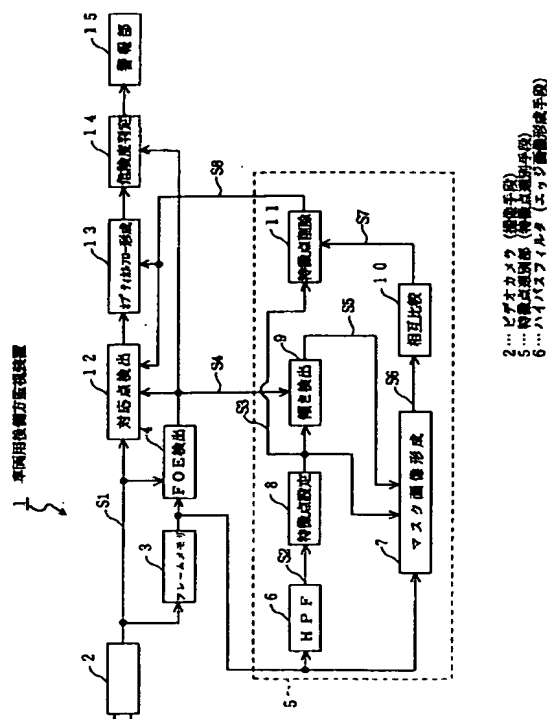 1 車両用後側方監視装置
2
S1
3
フレームメモリ
4
FOE検出
12
対応点検出
13
オプティカルフロー形成
14
危険度判定
15
警報部
S8
S4
5
6
HPF
S2
8
特徴点設定
S3
9
傾き検出
S5
11
特徴点削除
S7
7
マスク画像形成
S6
10
相互比較
2…ビデオカメラ(撮像手段)
5…特徴点選別部(特徴点選別手段)
6…ハイパスフィルタ(エッジ画像形成手段)